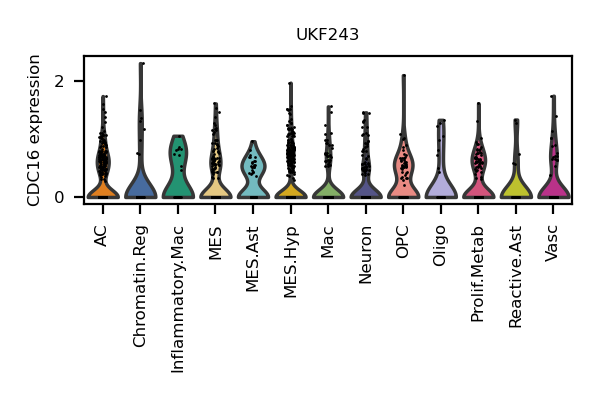 UKF243
CDC16 expression
2
0
AC
Chromatin.Reg
Inflammatory.Mac
MES
MES.Ast
MES.Hyp
Mac
Neuron
OPC
Oligo
Prolif.Metab
Reactive.Ast
Vasc